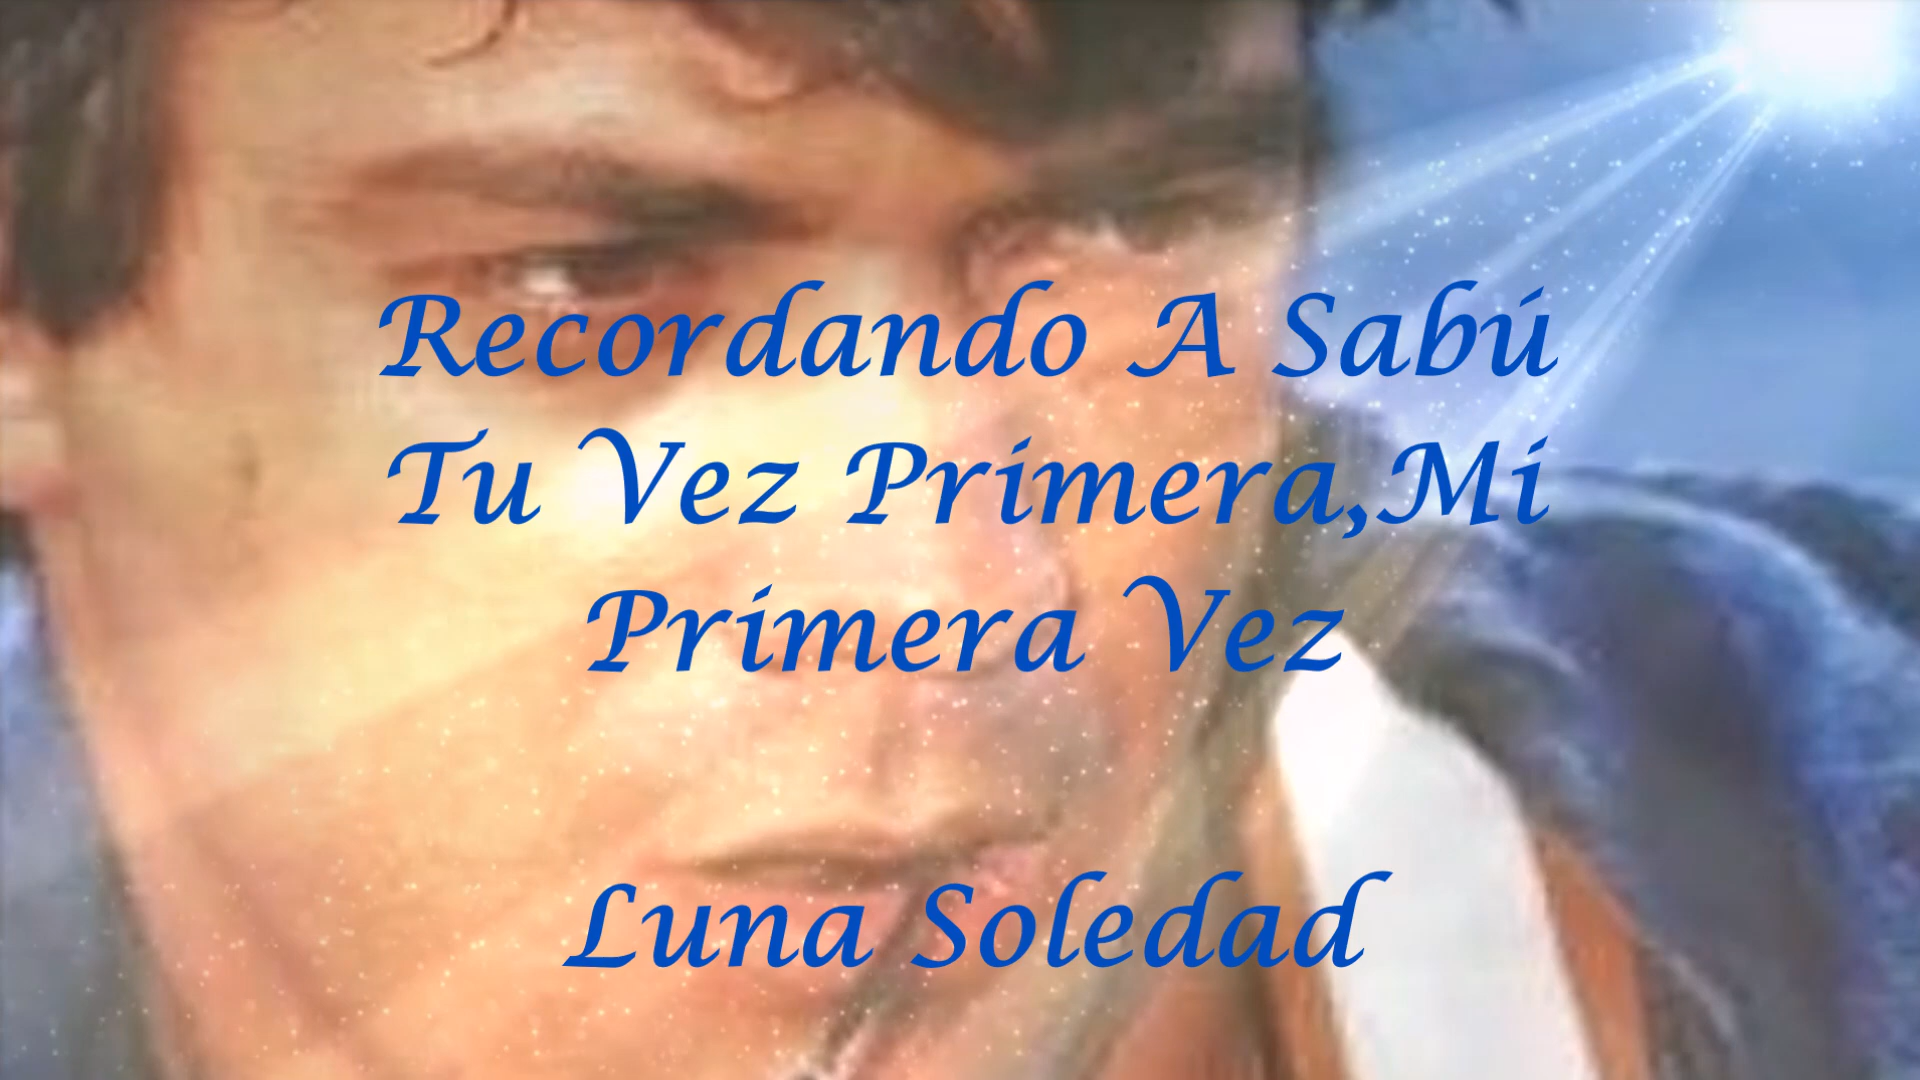 Recordando A Sabú
Tu Vez Primera,Mi
Primera Vez
Luna Soledad